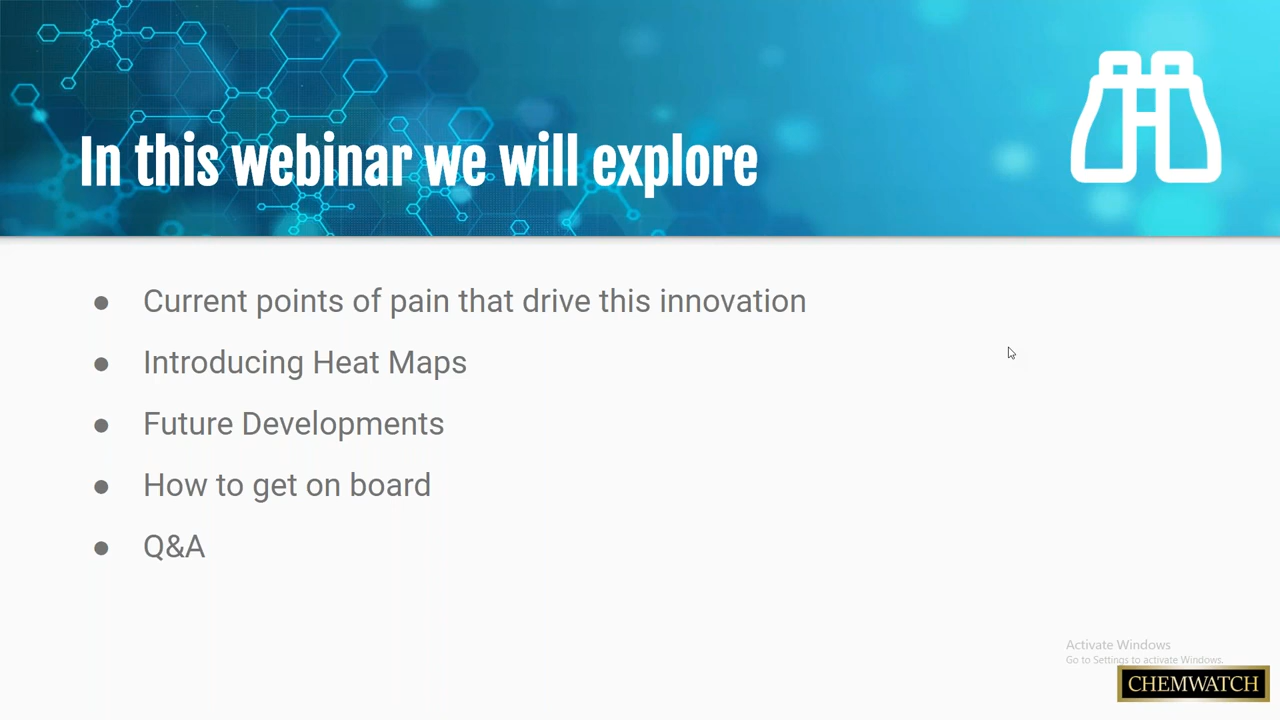 In this webinar we will explore
● Current points of pain that drive this innovation
● Introducing Heat Maps
● Future Developments
● How to get on board
● Q&A
Activate Windows
Go to Settings to activate Windows.
CHEMWATCH